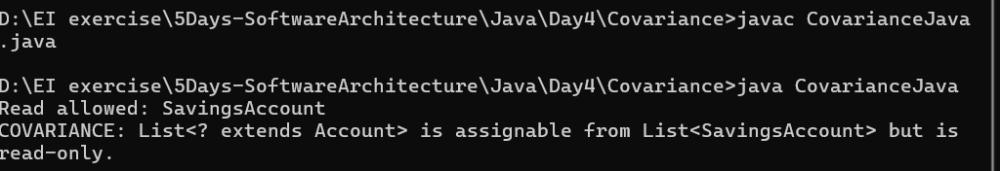 D:\EI exercise\5Days-SoftwareArchitecture\Java\Day4\Covariance>javac CovarianceJava
.java
D:\EI exercise\5Days-SoftwareArchitecture\Java\Day4\Covariance>java CovarianceJava
Read allowed: SavingsAccount
COVARIANCE: List<? extends Account> is assignable from List<SavingsAccount> but is
read-only.